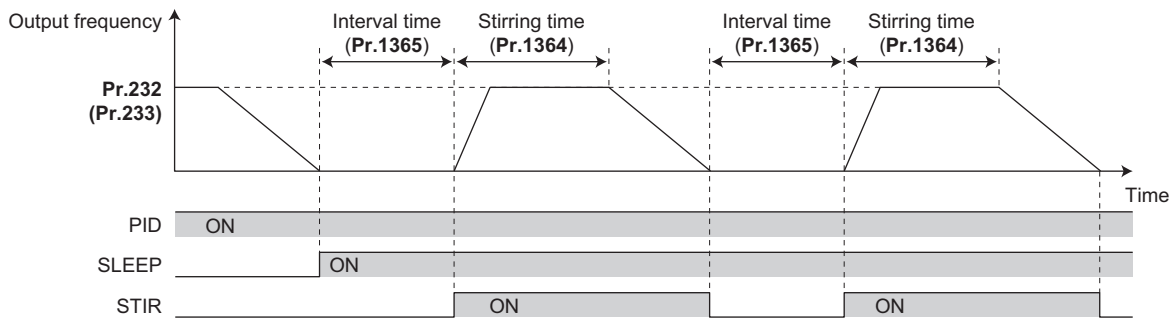 Output frequency
Interval time
(Pr.1365)
Stirring time
(Pr.1364)
Interval time
(Pr.1365)
Stirring time
(Pr.1364)
Pr.232
(Pr.233)
Time
PID
ON
SLEEP
ON
STIR
ON
ON